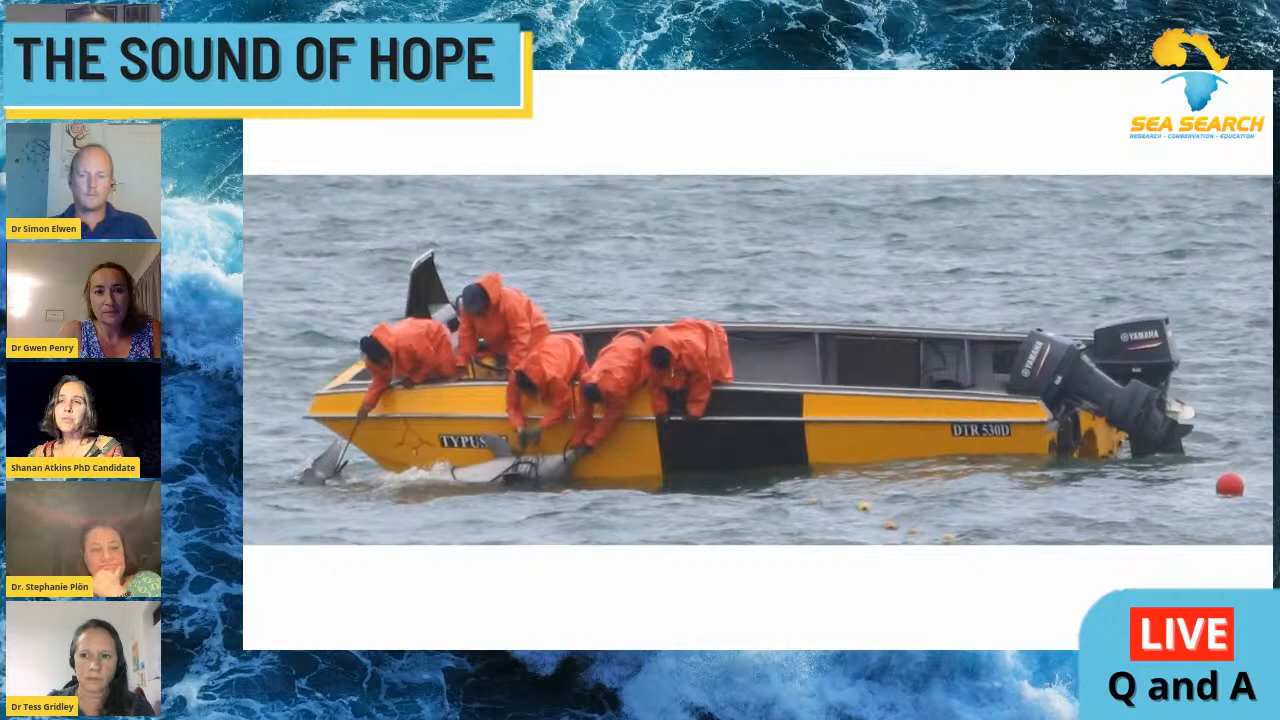 THE SOUND OF HOPE
SEA SEARCH
RESEARCH - CONSERVATION - EDUCATION
Dr Simon Elwen
Dr Gwen Penry
Shanan Atkins PhD Candidate
Dr. Stephanie Plön
Dr Tess Gridley
YAMAHA
YAMAHA
TYPUS
DTR 530D
LIVE
Q and A